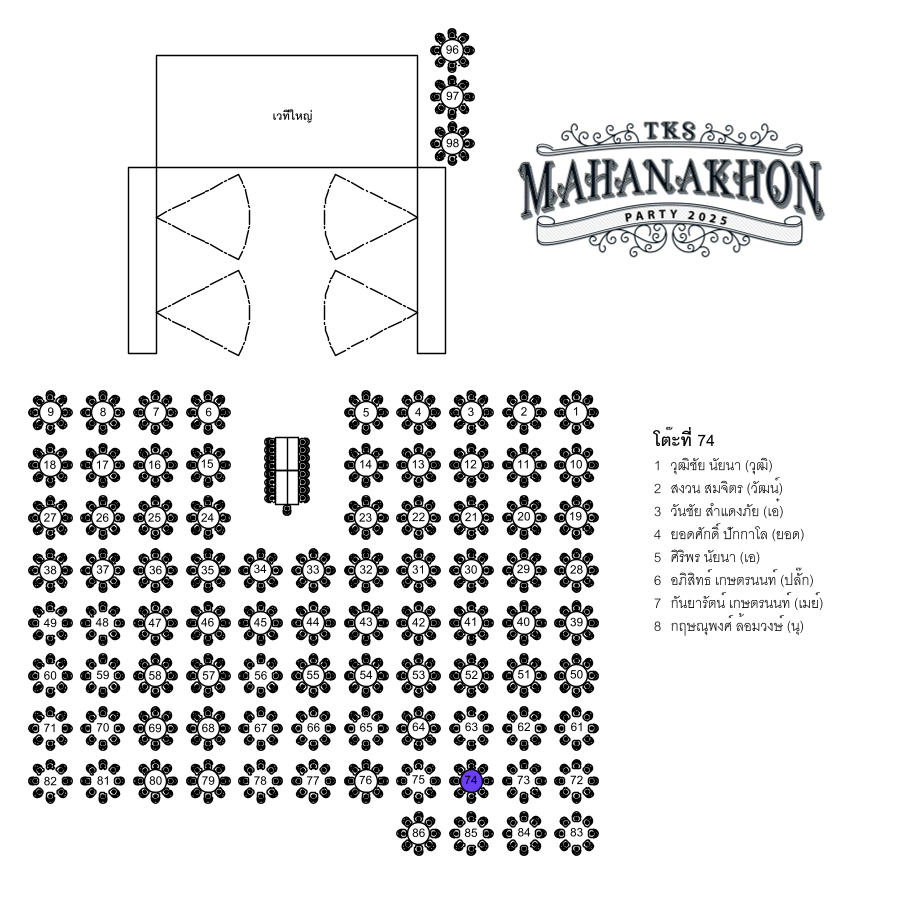 96
97
98
เวทีใหญ่
TKS
MAHANAKHON
PARTY 2025
9 8 7 6 5 4 3 2 1
18 17 16 15 14 13 12 11 10
27 26 25 24 23 22 21 20 19
38 37 36 35 34 33 32 31 30 29 28
49 48 47 46 45 44 43 42 41 40 39
60 59 58 57 56 55 54 53 52 51 50
71 70 69 68 67 66 65 64 63 62 61
82 81 80 79 78 77 76 75 74 73 72
86 85 84 83
โต๊ะที่ 74
1 วุฒิชัย นัยนา (วุฒิ)
2 สงวน สมจิตร (วัฒน์)
3 วันชัย สำแดงภัย (เอ๋)
4 ยอดศักดิ์ ปักกาโล (ยอด)
5 ศิริพร นัยนา (เอ)
6 อภิสิทธ์ เกษตรนนท์ (ปลั๊ก)
7 กันยารัตน์ เกษตรนนท์ (เมย์)
8 กฤษณุพงศ์ ล้อมวงษ์ (นุ)